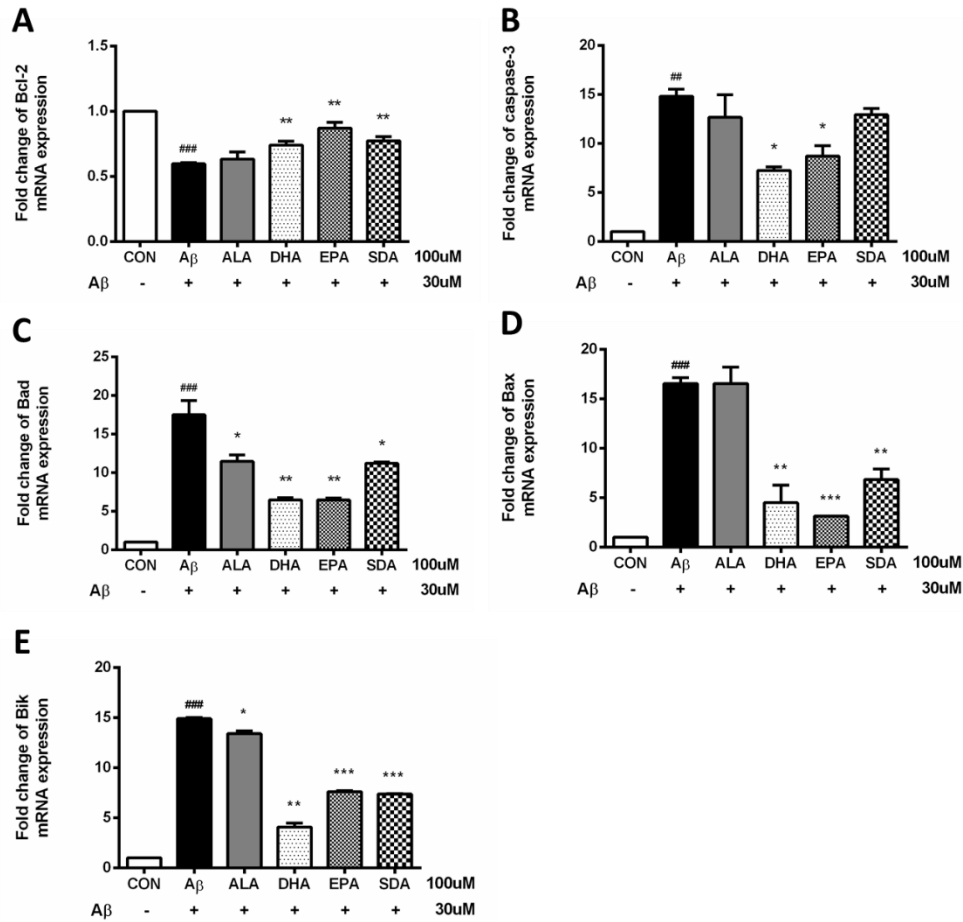 A
Fold change of Bcl-2
mRNA expression
1.5
1.0
0.5
0.0
###
**
**
**
CON Aβ ALA DHA EPA SDA 100uM
Aβ - + + + + + 30uM
B
Fold change of caspase-3
mRNA expression
20
15
10
5
0
##
*
*
CON Aβ ALA DHA EPA SDA 100uM
Aβ - + + + + + 30uM
C
Fold change of Bad
mRNA expression
25
20
15
10
5
0
###
*
**
**
*
CON Aβ ALA DHA EPA SDA 100uM
Aβ - + + + + + 30uM
D
Fold change of Bax
mRNA expression
20
15
10
5
0
###
**
***
**
CON Aβ ALA DHA EPA SDA 100uM
Aβ - + + + + + 30uM
E
Fold change of Bik
mRNA expression
20
15
10
5
0
###
*
**
***
***
CON Aβ ALA DHA EPA SDA 100uM
Aβ - + + + + + 30uM